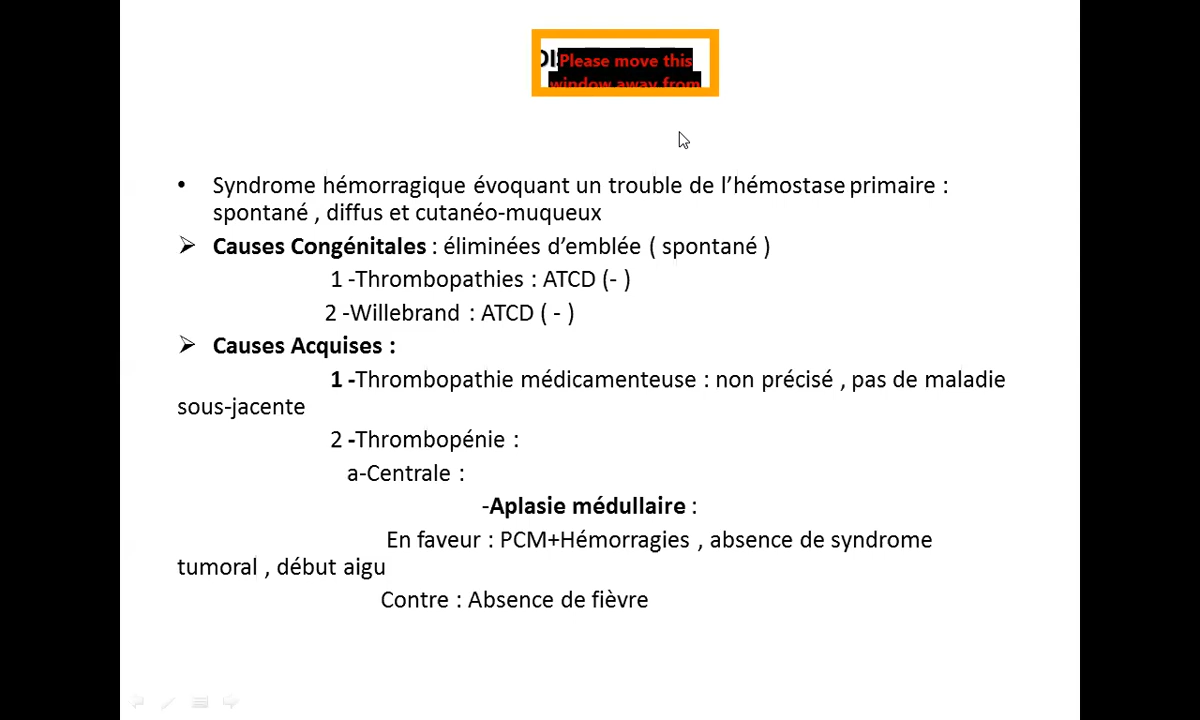 Please move this
window away from
• Syndrome hémorragique évoquant un trouble de l’hémostase primaire :
spontané , diffus et cutanéo-muqueux
➢ Causes Congénitales : éliminées d’emblée ( spontané )
1 -Thrombopathies : ATCD (- )
2 -Willebrand : ATCD ( - )
➢ Causes Acquises :
1 -Thrombopathie médicamenteuse : non précisé , pas de maladie
sous-jacente
2 -Thrombopénie :
a-Centrale :
-Aplasie médullaire :
En faveur : PCM+Hémorragies , absence de syndrome
tumoral , début aigu
Contre : Absence de fièvre